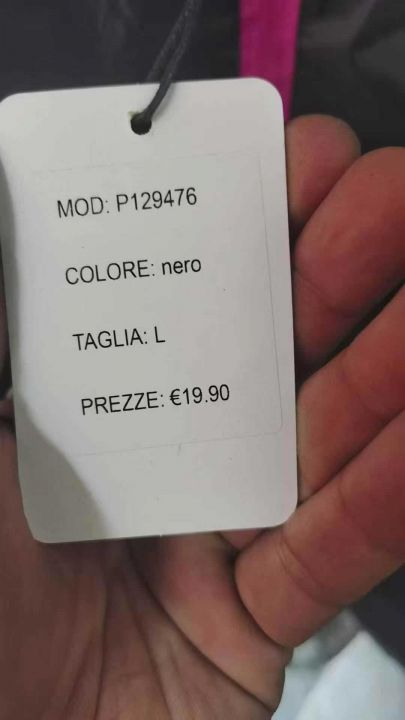 MOD: P129476
COLORE: nero
TAGLIA: L
PREZZE: €19.90